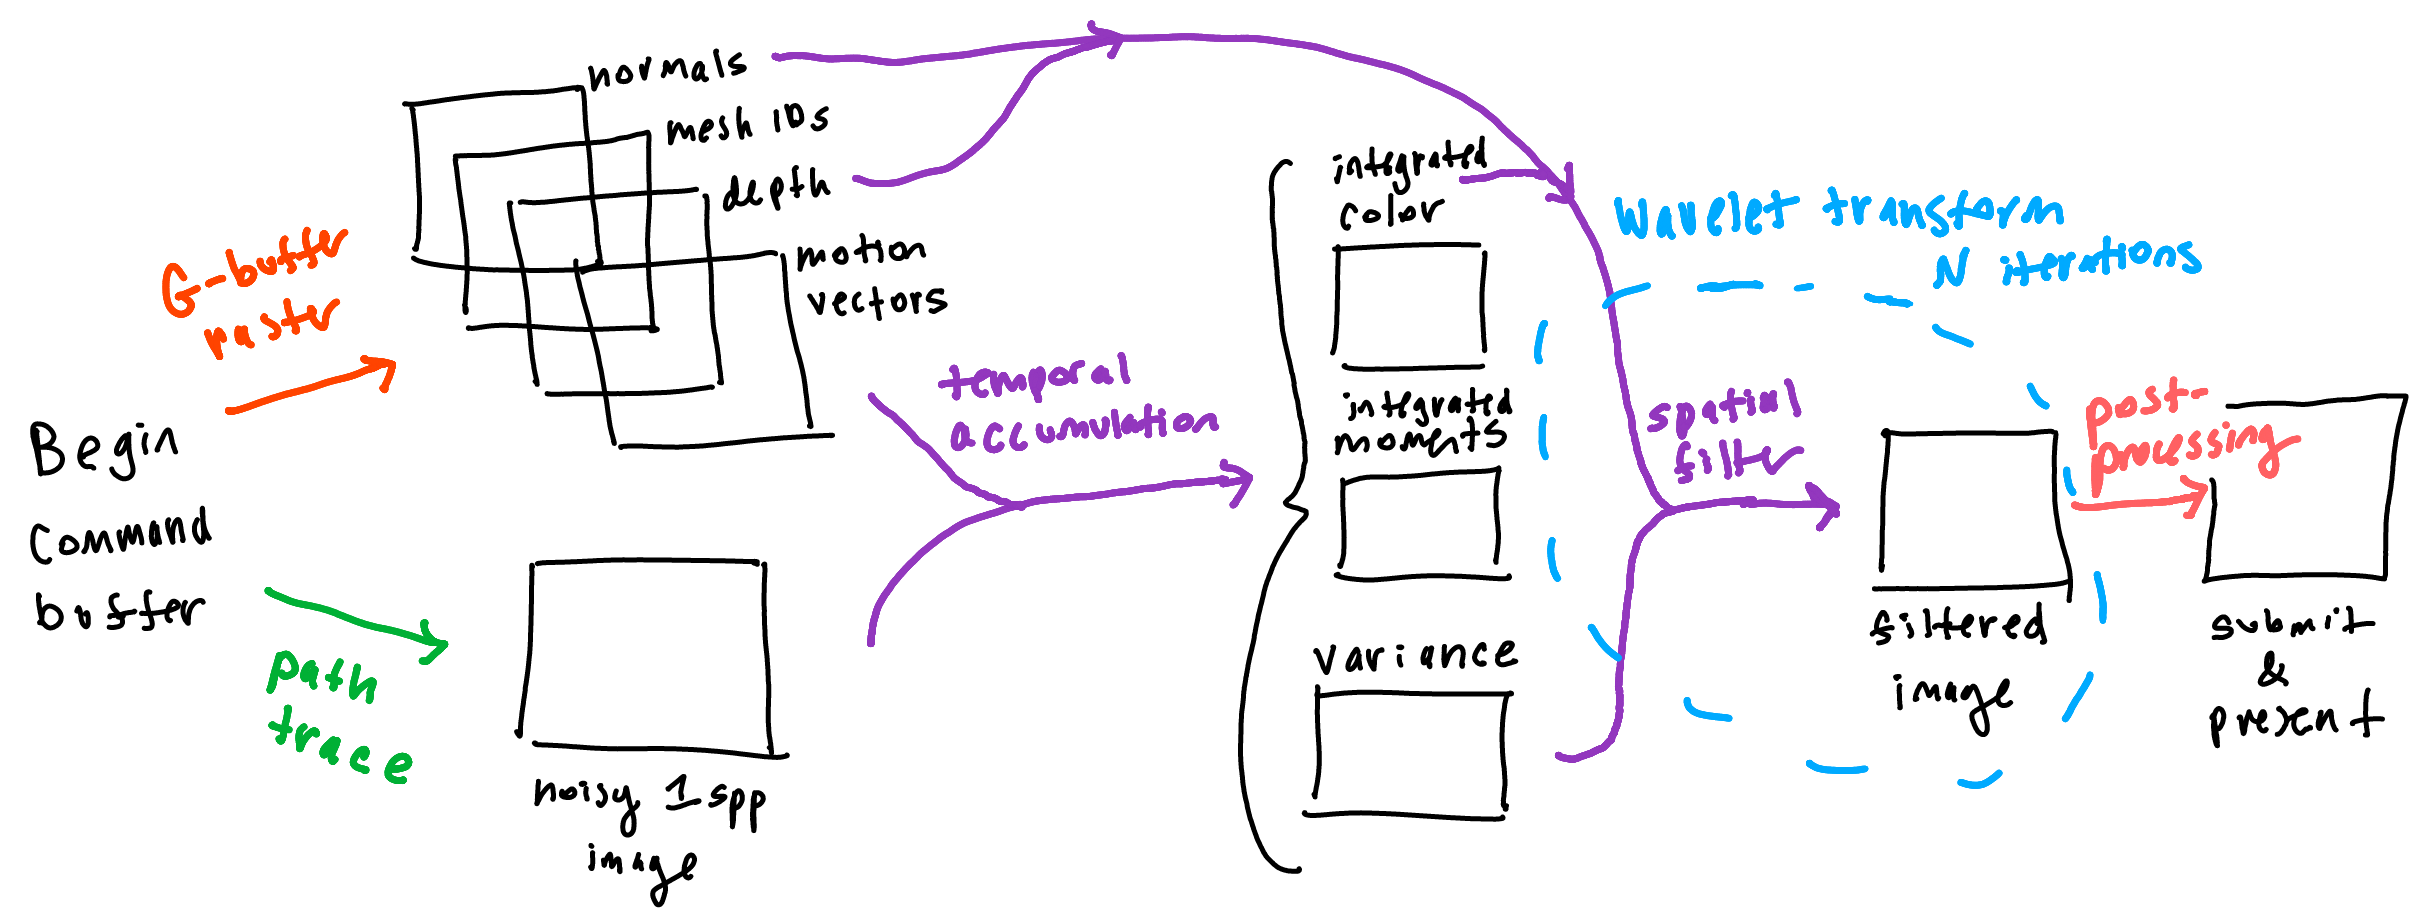 normals
mesh IDs
depth
motion
vectors
G-buffer
raster
Begin
Command
buffer
path
trace
noisy 1spp
image
temporal
accumulation
integrated
color
integrated
moments
variance
Wavelet transform
N iterations
spatial
filter
filtered
image
post-
processing
submit
&
present